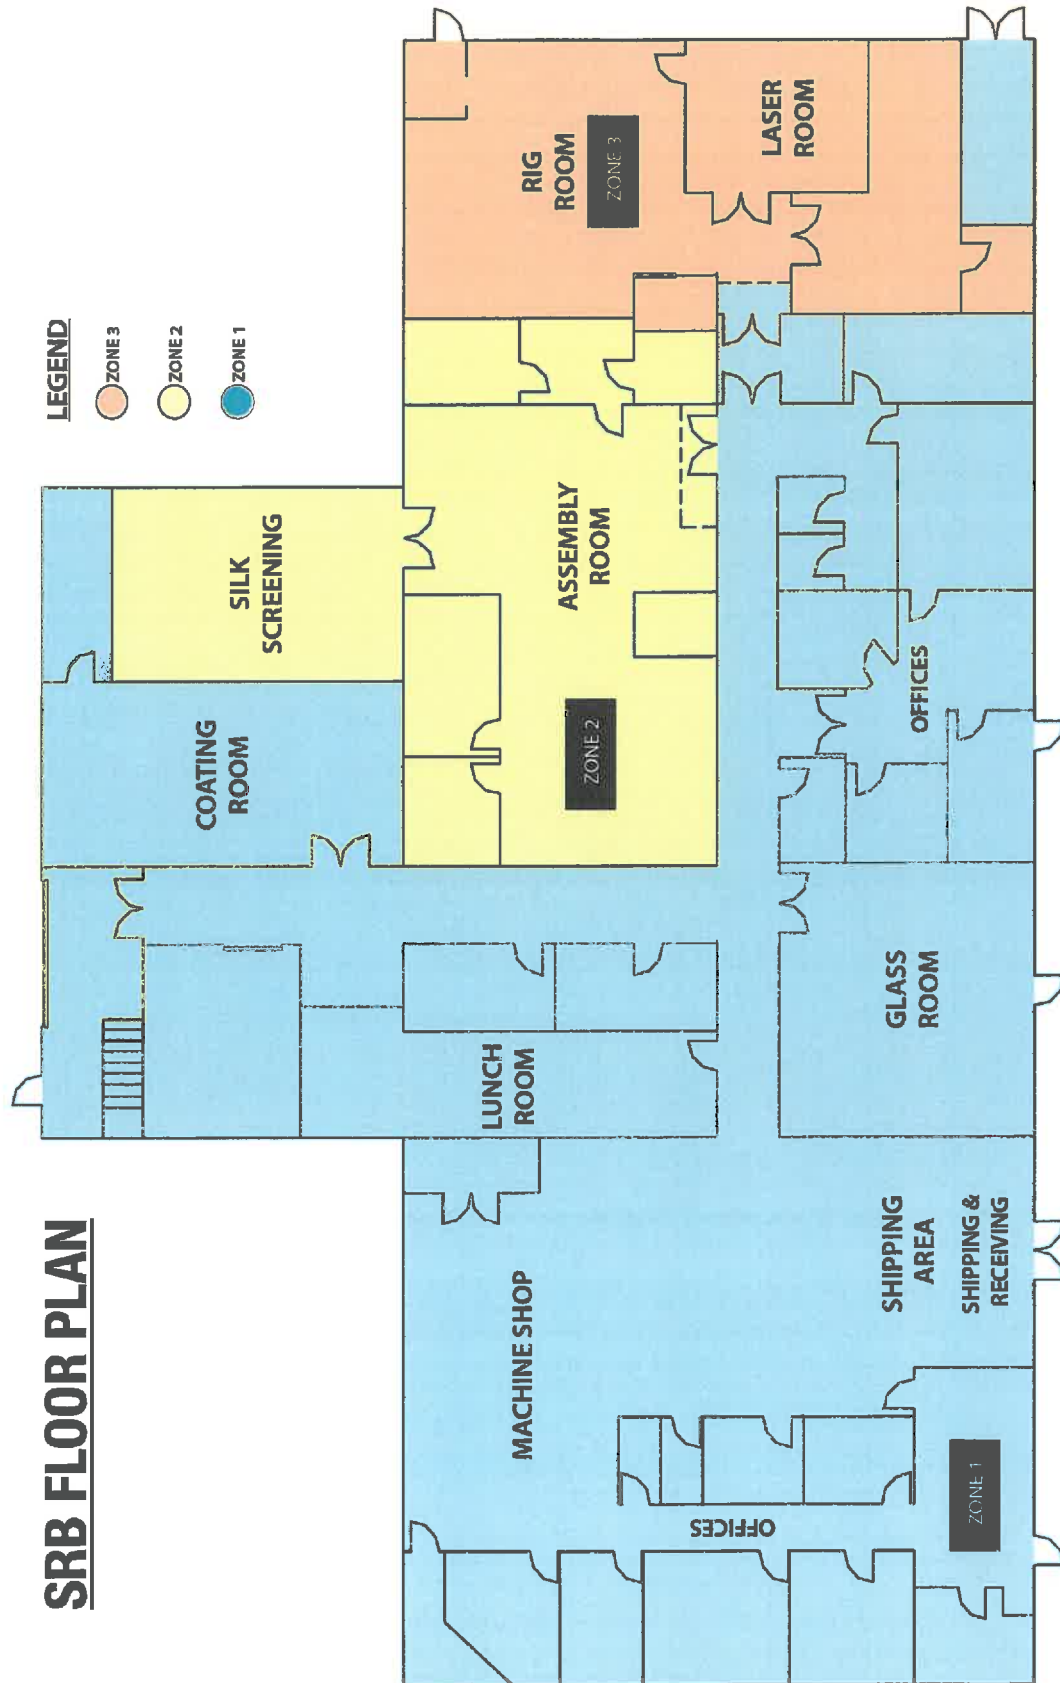 SRB FLOOR PLAN
LEGEND
ZONE 3
ZONE 2
ZONE 1
COATING
ROOM
SILK
SCREENING
MACHINE SHOP
LUNCH
ROOM
ZONE 2
ASSEMBLY
ROOM
RIG
ROOM
ZONE 3
OFFICES
LASER
ROOM
ZONE 1
SHIPPING
AREA
SHIPPING &
RECEIVING
GLASS
ROOM
OFFICES